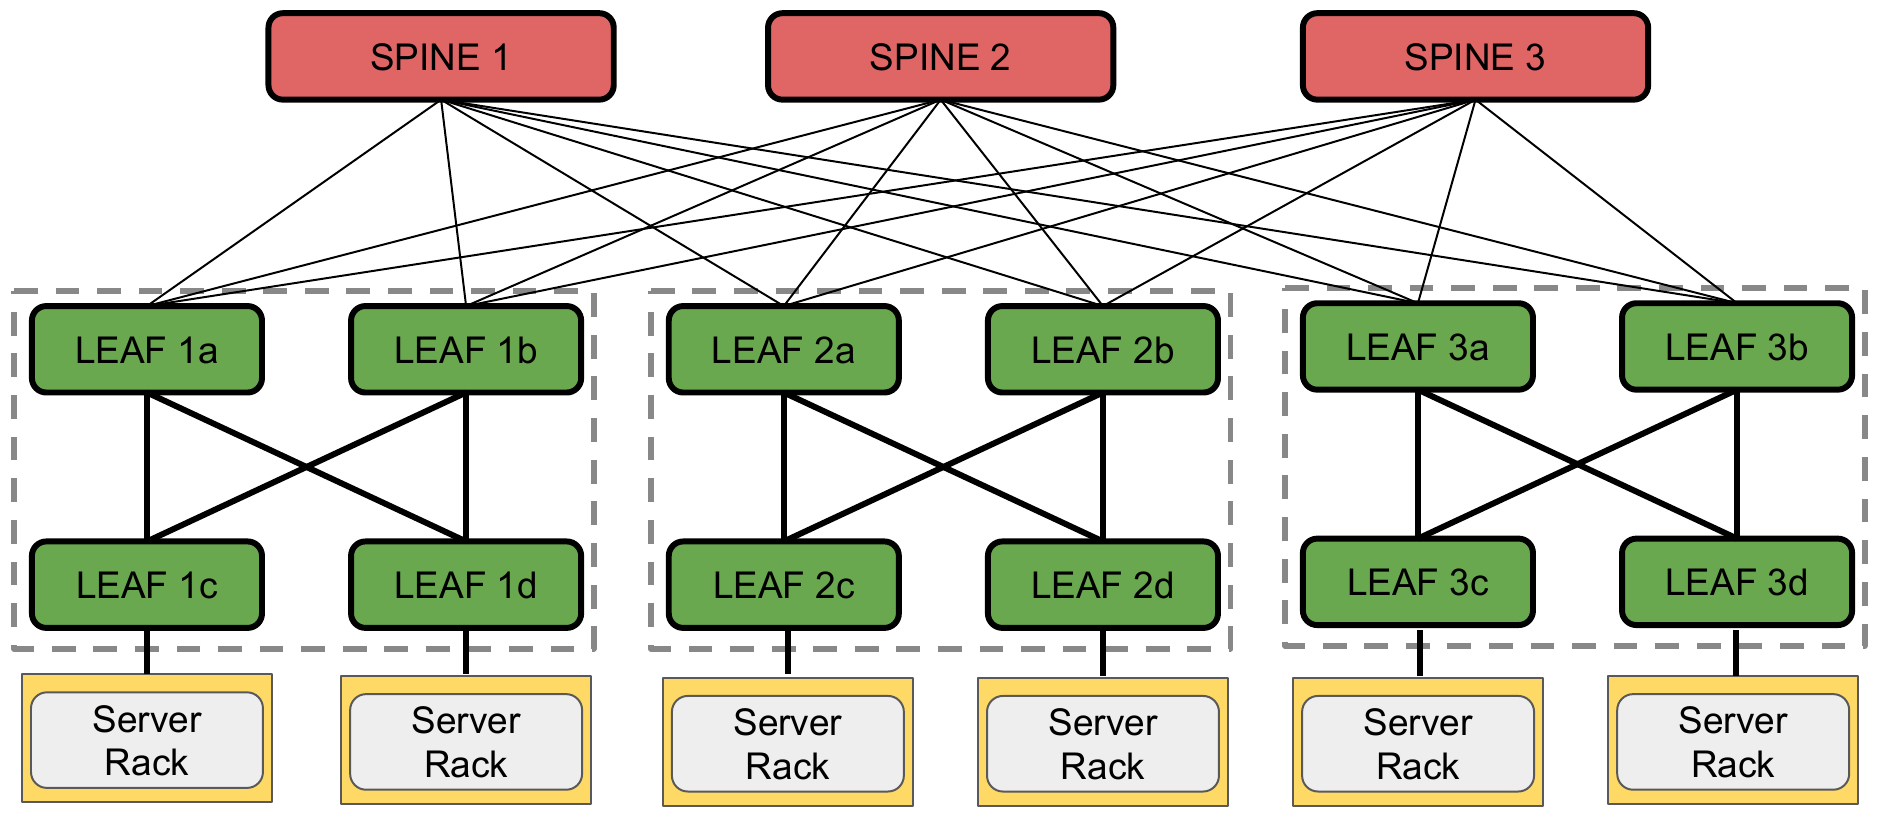 SPINE 1
SPINE 2
SPINE 3
LEAF 1a
LEAF 1b
LEAF 2a
LEAF 2b
LEAF 3a
LEAF 3b
LEAF 1c
LEAF 1d
LEAF 2c
LEAF 2d
LEAF 3c
LEAF 3d
Server
Rack
Server
Rack
Server
Rack
Server
Rack
Server
Rack
Server
Rack